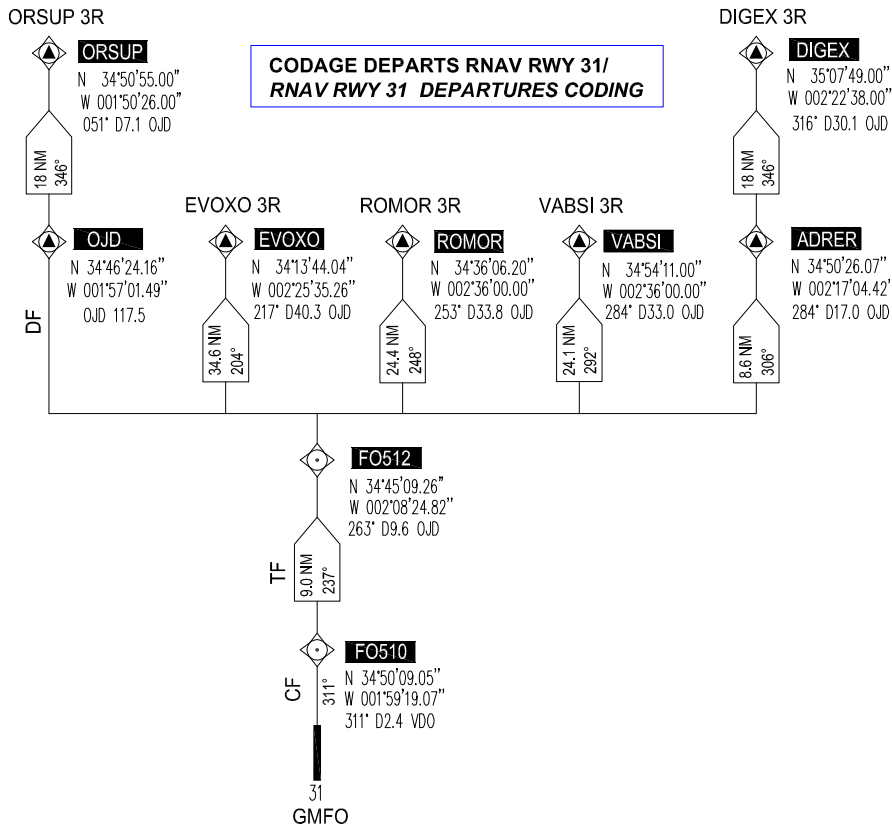 ORSUP 3R
DIGEX 3R
CODAGE DEPARTS RNAV RWY 31/
RNAV RWY 31 DEPARTURES CODING
ORSUP
N 34°50'55.00"
W 001°50'26.00"
051° D7.1 OJD
18 NM
346°
DIGEX
N 35°07'49.00"
W 002°22'38.00"
316° D30.1 OJD
18 NM
346°
EVOXO 3R
ROMOR 3R
VABSI 3R
OJD
N 34°46'24.16"
W 001°57'01.49"
OJD 117.5
DF
EVOXO
N 34°13'44.04"
W 002°25'35.26"
217° D40.3 OJD
34.6 NM
204°
ROMOR
N 34°36'06.20"
W 002°36'00.00"
253° D33.8 OJD
24.4 NM
248°
VABSI
N 34°54'11.00"
W 002°36'00.00"
284° D33.0 OJD
24.1 NM
292°
ADRER
N 34°50'26.07"
W 002°17'04.42'
284° D17.0 OJD
8.6 NM
306°
FO512
N 34°45'09.26"
W 002°08'24.82"
263° D9.6 OJD
TF
9.0 NM
237°
FO510
N 34°50'09.05"
W 001°59'19.07"
311° D2.4 VDO
CF
311°
31
GMFO